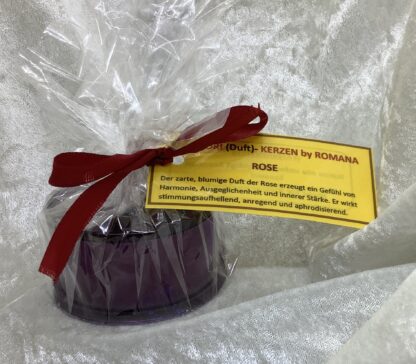 (Duft)- KERZEN by ROMANA
ROSE
Der zarte, blumige Duft der Rose erzeugt ein Gefühl von
Harmonie, Ausgeglichenheit und innerer Stärke. Er wirkt
stimmungsaufhellend, anregend und aphrodisierend.